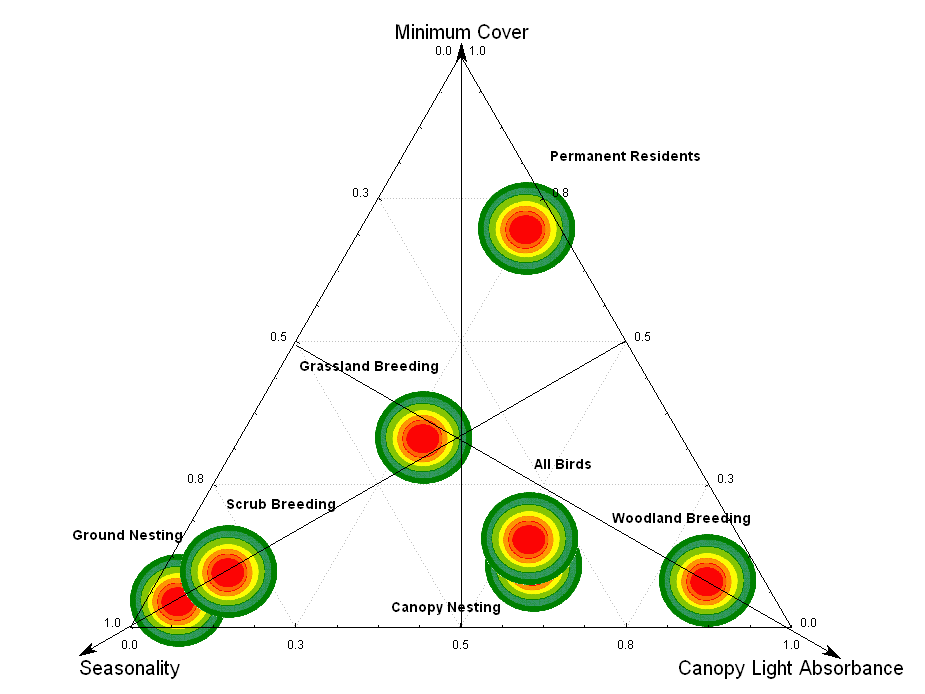 Minimum Cover
0.0 1.0
Permanent Residents
0.3 0.8
0.5 0.5
Grassland Breeding
All Birds
0.8 0.3
Scrub Breeding
Woodland Breeding
Ground Nesting
Canopy Nesting
1.0 0.0
0.0 0.3 0.5 0.8 1.0
Seasonality Canopy Light Absorbance